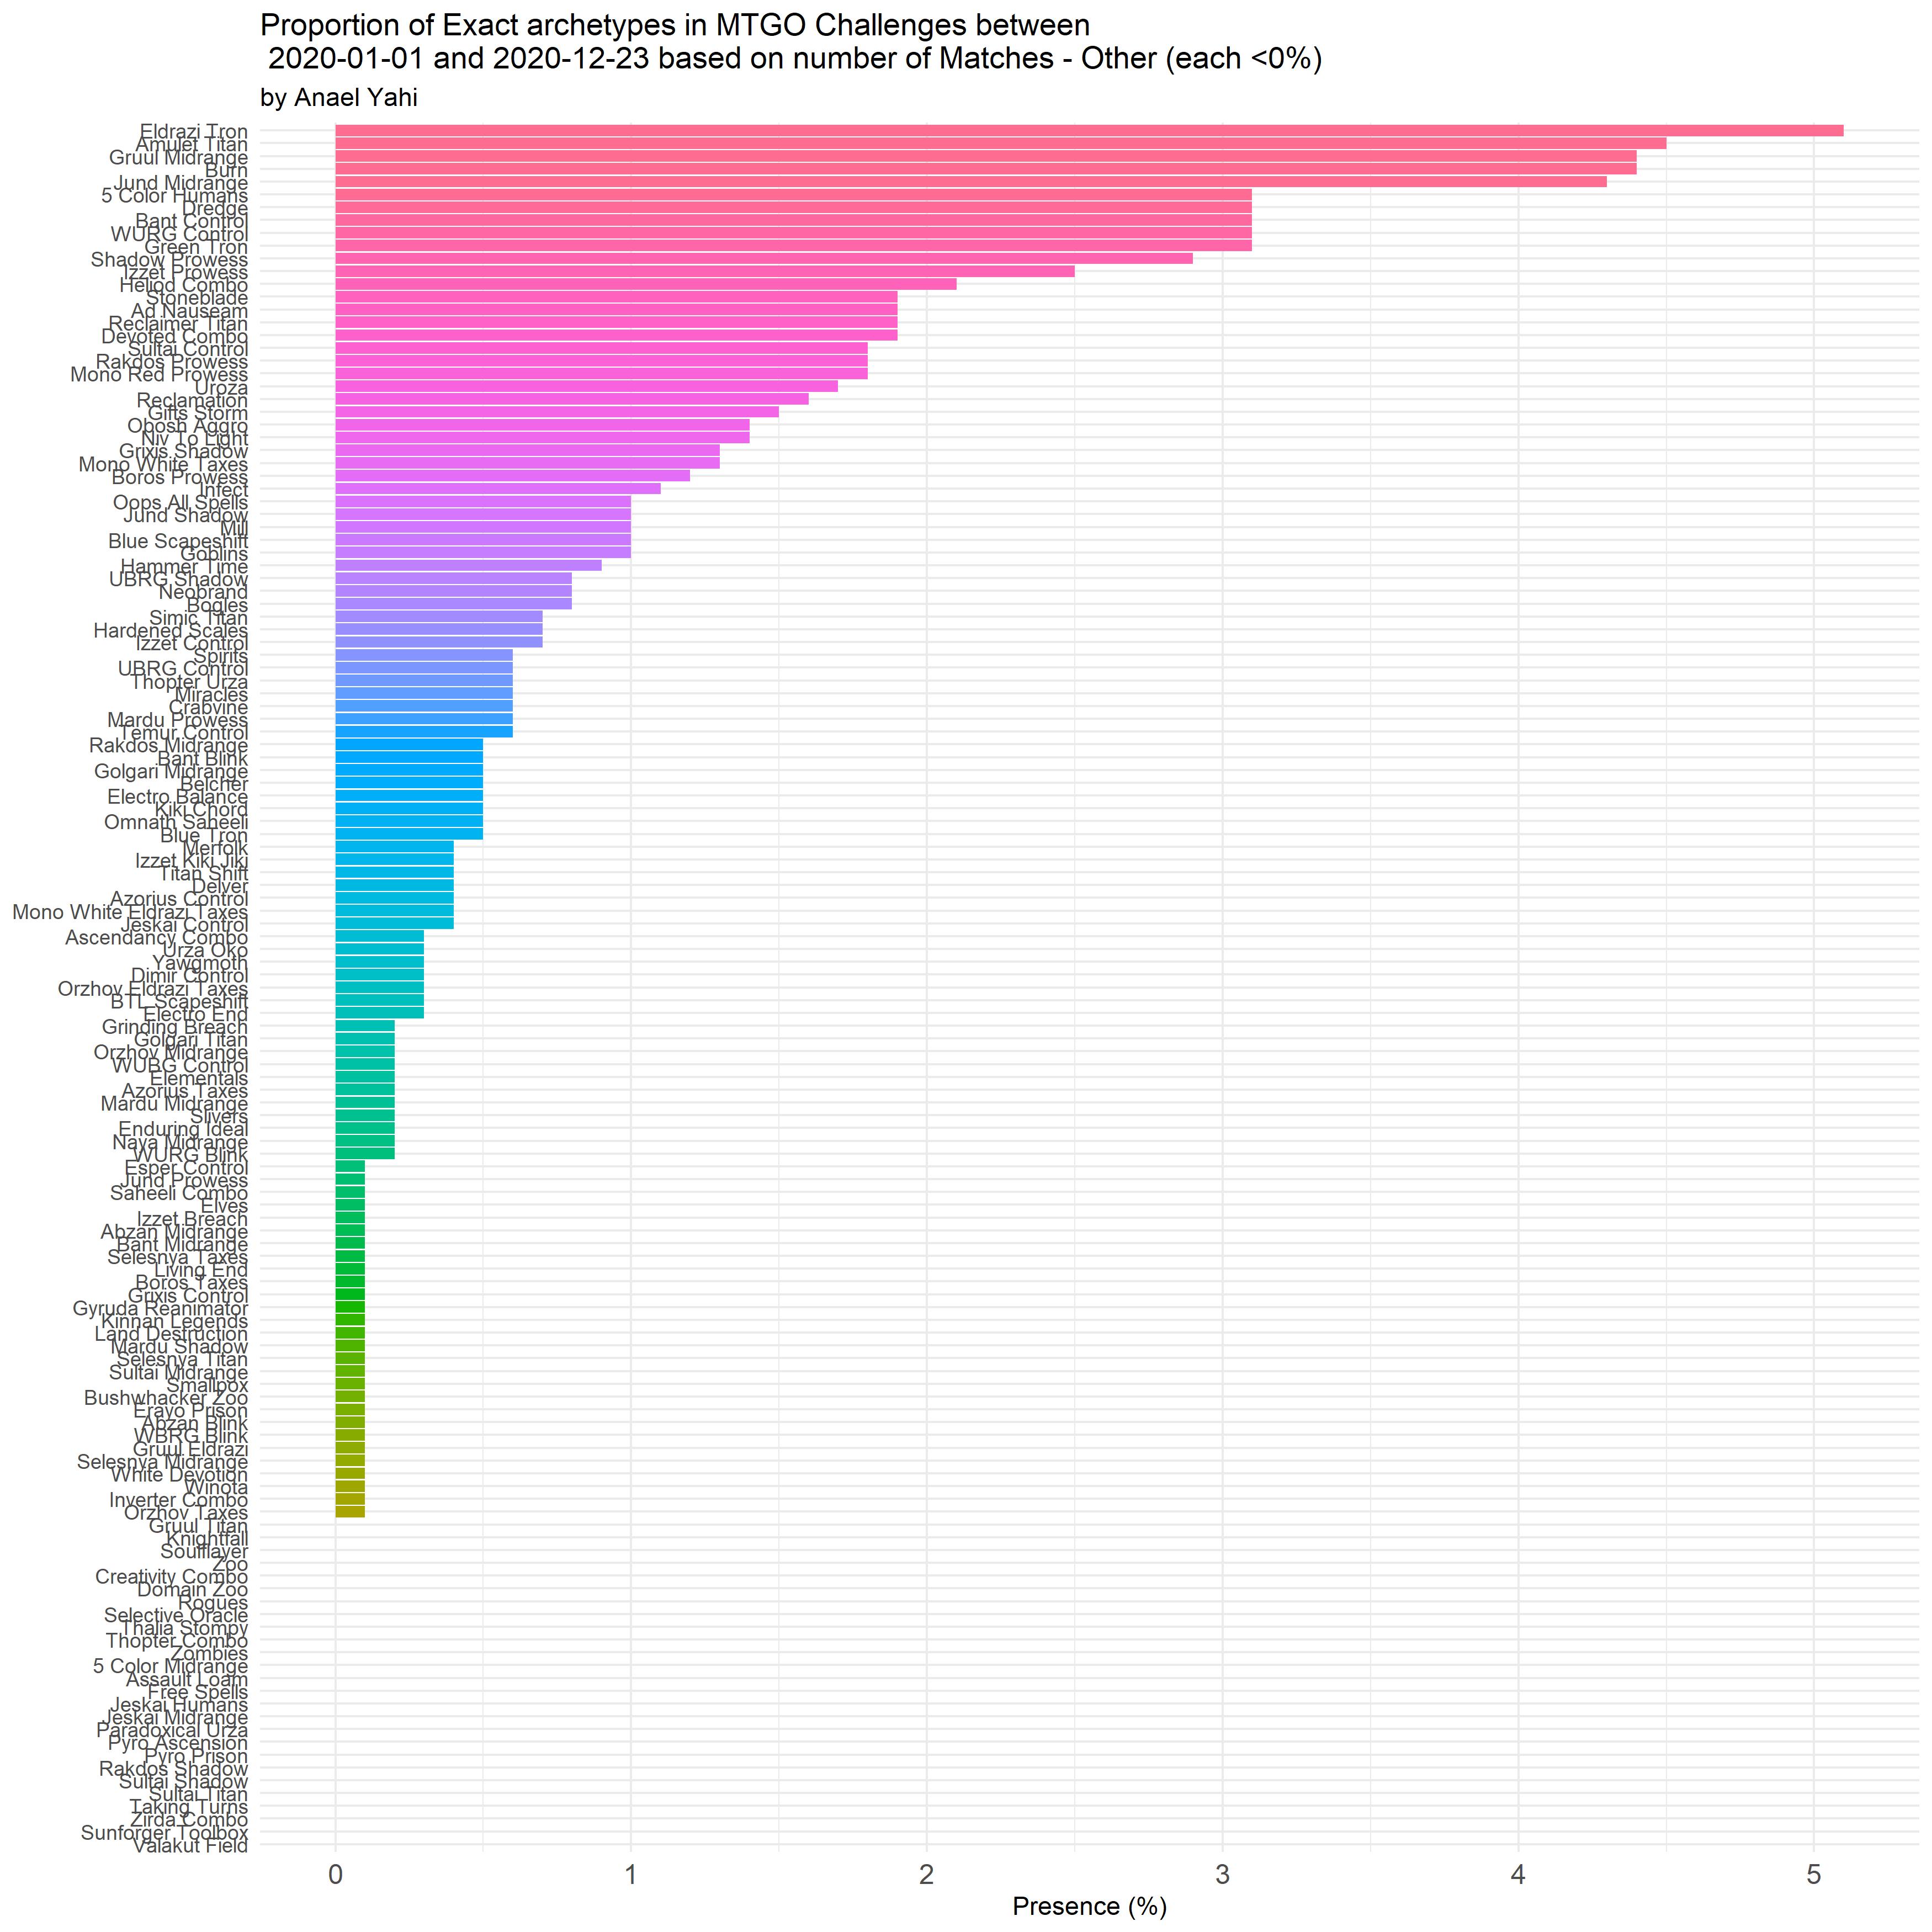 Proportion of Exact archetypes in MTGO Challenges between
2020-01-01 and 2020-12-23 based on number of Matches - Other (each <0%)
by Anael Yahi
Eldrazi Tron
Amulet Titan
Gruul Midrange
Burn
Jund Midrange
5 Color Humans
Dredge
Bant Control
WURG Control
Green Tron
Shadow Prowess
Izzet Prowess
Heliod Combo
Stoneblade
Ad Nauseam
Reclaimer Titan
Devoted Combo
Sultai Control
Rakdos Prowess
Mono Red Prowess
Uroza
Reclamation
Gifts Storm
Obosh Aggro
Niv To Light
Grixis Shadow
Mono White Taxes
Boros Prowess
Infect
Oops All Spells
Jund Shadow
Mill
Blue Scapeshift
Goblins
Hammer Time
UBRG Shadow
Neobrand
Bogles
Simic Titan
Hardened Scales
Izzet Control
Spirits
UBRG Control
Thopter Urza
Miracles
Crabvine
Mardu Prowess
Temur Control
Rakdos Midrange
Bant Blink
Golgari Midrange
Belcher
Electro Balance
Kiki Chord
Omnath Saheeli
Blue Tron
Merfolk
Izzet Kiki Jiki
Titan Shift
Delver
Azorius Control
Mono White Eldrazi Taxes
Jeskai Control
Ascendancy Combo
Urza Oko
Yawgmoth
Dimir Control
Orzhov Eldrazi Taxes
BTL Scapeshift
Electro End
Grinding Breach
Golgari Titan
Orzhov Midrange
WUBG Control
Elementals
Azorius Taxes
Mardu Midrange
Slivers
Enduring Ideal
Naya Midrange
WURG Blink
Esper Control
Jund Prowess
Saheeli Combo
Elves
Izzet Breach
Abzan Midrange
Bant Midrange
Selesnya Taxes
Living End
Boros Taxes
Grixis Control
Gyruda Reanimator
Kinnan Legends
Land Destruction
Mardu Shadow
Selesnya Titan
Sultai Midrange
Smallpox
Bushwhacker Zoo
Erayo Prison
Abzan Blink
WBRG Blink
Gruul Eldrazi
Selesnya Midrange
White Devotion
Winota
Inverter Combo
Orzhov Taxes
Gruul Titan
Knightfall
Soulflayer
Zoo
Creativity Combo
Domain Zoo
Rogues
Selective Oracle
Thalia Stompy
Thopter Combo
Zombies
5 Color Midrange
Assault Loam
Free Spells
Jeskai Humans
Jeskai Midrange
Paradoxical Urza
Pyro Ascension
Pyro Prison
Rakdos Shadow
Sultai Shadow
Sultai Titan
Taking Turns
Zirda Combo
Sunforger Toolbox
Valakut Field
0 1 2 3 4 5
Presence (%)